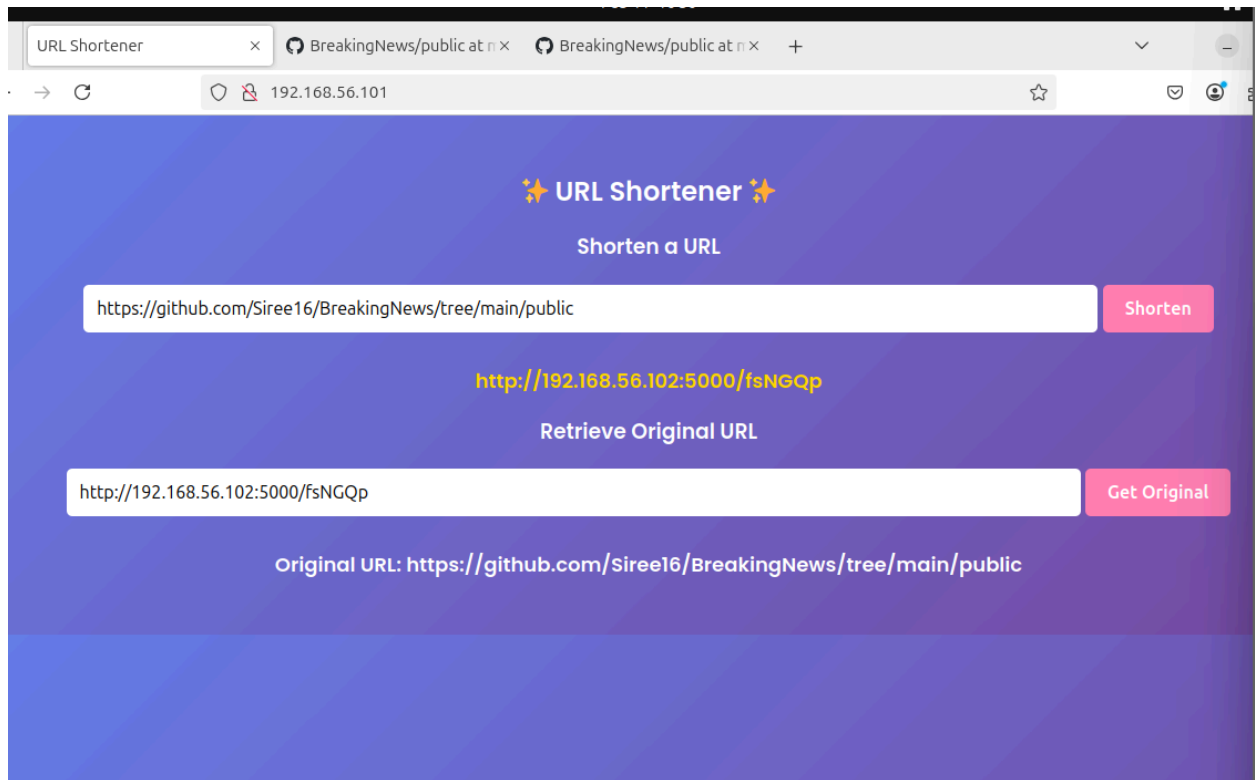 URL Shortener
BreakingNews/public at
BreakingNews/public at
192.168.56.101
✨ URL Shortener ✨
Shorten a URL
https://github.com/Siree16/BreakingNews/tree/main/public
Shorten
http://192.168.56.102:5000/fsNGQp
Retrieve Original URL
http://192.168.56.102:5000/fsNGQp
Get Original
Original URL: https://github.com/Siree16/BreakingNews/tree/main/public